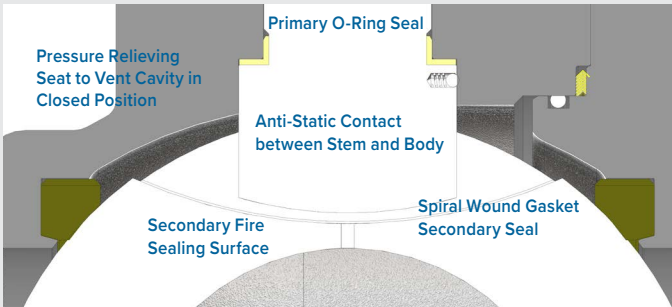 Primary O-Ring Seal
Pressure Relieving
Seat to Vent Cavity in
Closed Position
Anti-Static Contact
between Stem and Body
Secondary Fire
Sealing Surface
Spiral Wound Gasket
Secondary Seal